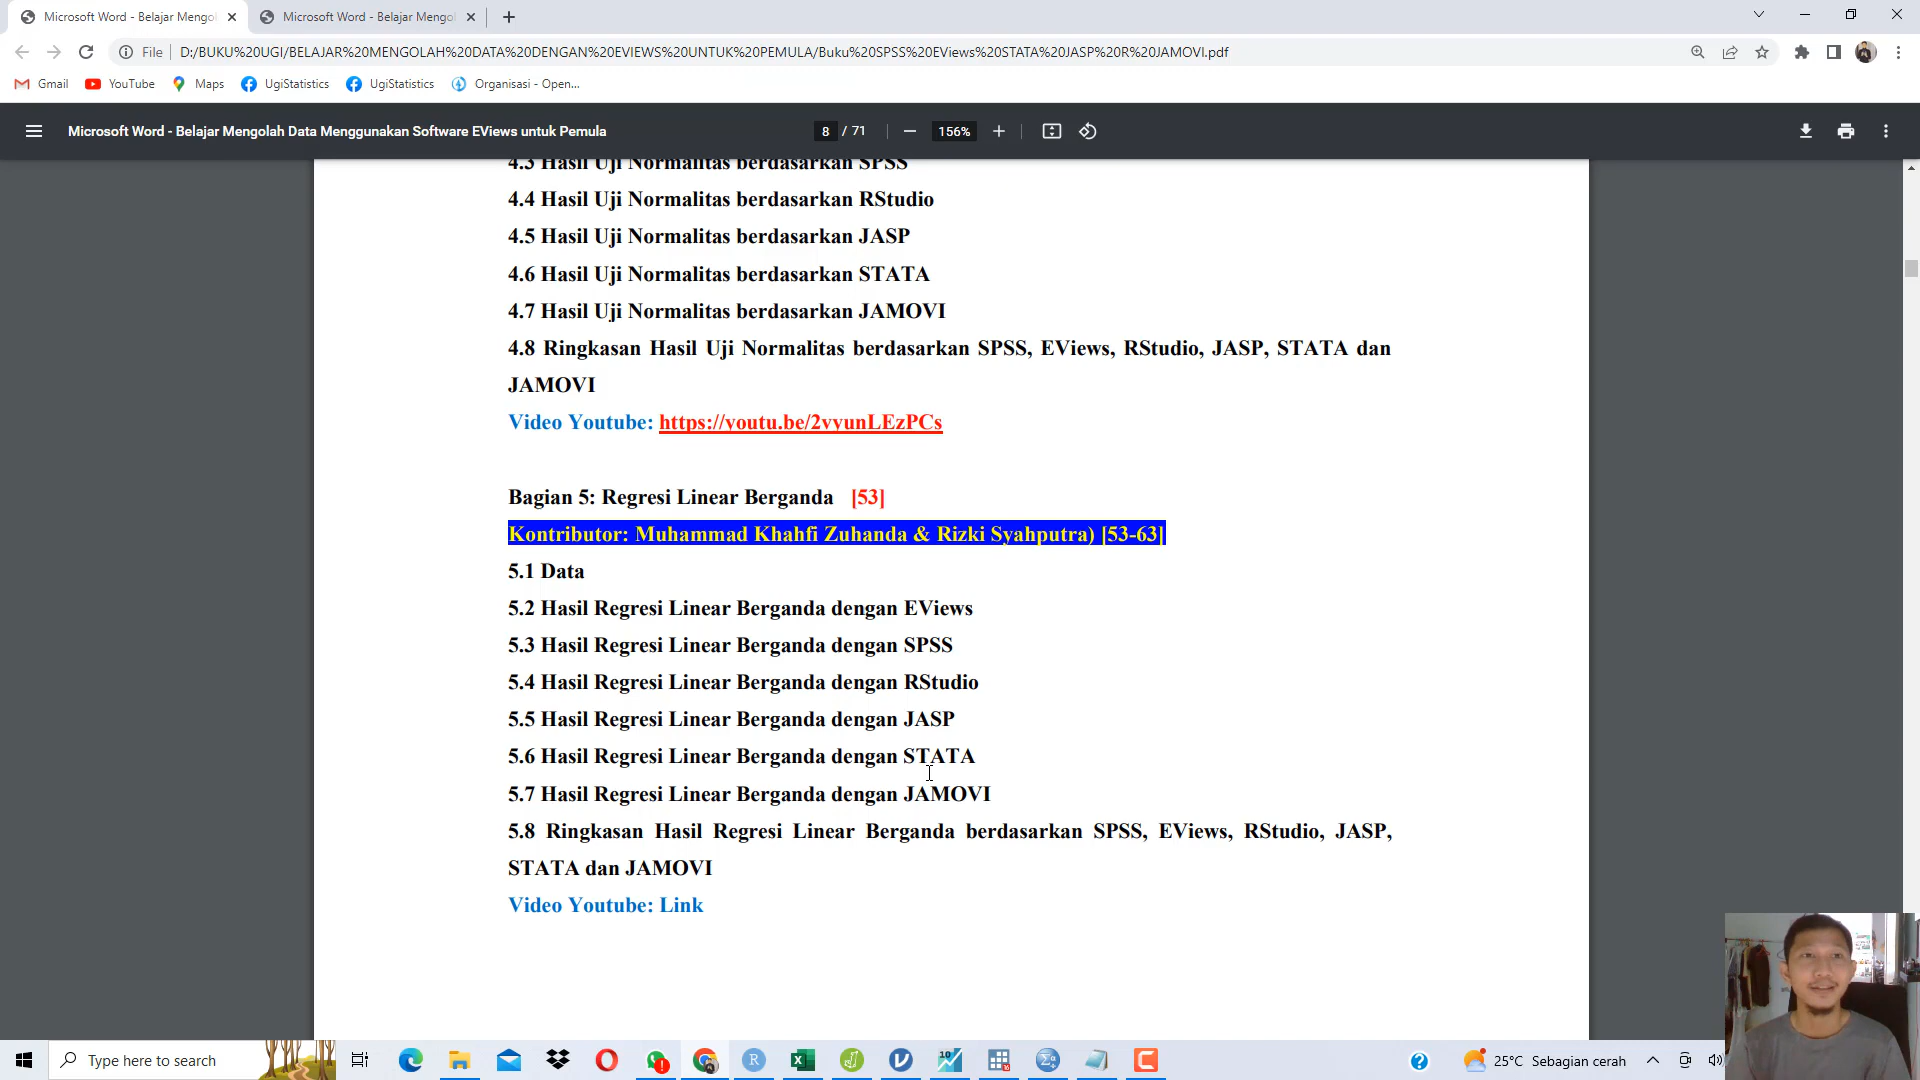 Microsoft Word - Belajar Mengol
Microsoft Word - Belajar Mengol
File
D:/BUKU%20UGI/BELAJAR%20MENGOLAH%20DATA%20DENGAN%20EVIEWS%20UNTUK%20PEMULA/Buku%20SPSS%20EViews%20STATA%20JASP%20R%20JAMOVI.pdf
Gmail YouTube Maps UgiStatistics UgiStatistics Organisasi - Open...
Microsoft Word - Belajar Mengolah Data Menggunakan Software EViews untuk Pemula
8 / 71
156%
4.3 Hasil Uji Normalitas berdasarkan SPSS
4.4 Hasil Uji Normalitas berdasarkan RStudio
4.5 Hasil Uji Normalitas berdasarkan JASP
4.6 Hasil Uji Normalitas berdasarkan STATA
4.7 Hasil Uji Normalitas berdasarkan JAMOVI
4.8 Ringkasan Hasil Uji Normalitas berdasarkan SPSS, EViews, RStudio, JASP, STATA dan
JAMOVI
Video Youtube: https://youtu.be/2vyunLEzPCs
Bagian 5: Regresi Linear Berganda [53]
Kontributor: Muhammad Khahfi Zuhanda & Rizki Syahputra) [53-63]
5.1 Data
5.2 Hasil Regresi Linear Berganda dengan EViews
5.3 Hasil Regresi Linear Berganda dengan SPSS
5.4 Hasil Regresi Linear Berganda dengan RStudio
5.5 Hasil Regresi Linear Berganda dengan JASP
5.6 Hasil Regresi Linear Berganda dengan STATA
5.7 Hasil Regresi Linear Berganda dengan JAMOVI
5.8 Ringkasan Hasil Regresi Linear Berganda berdasarkan SPSS, EViews, RStudio, JASP,
STATA dan JAMOVI
Video Youtube: Link
Type here to search
25°C Sebagian cerah